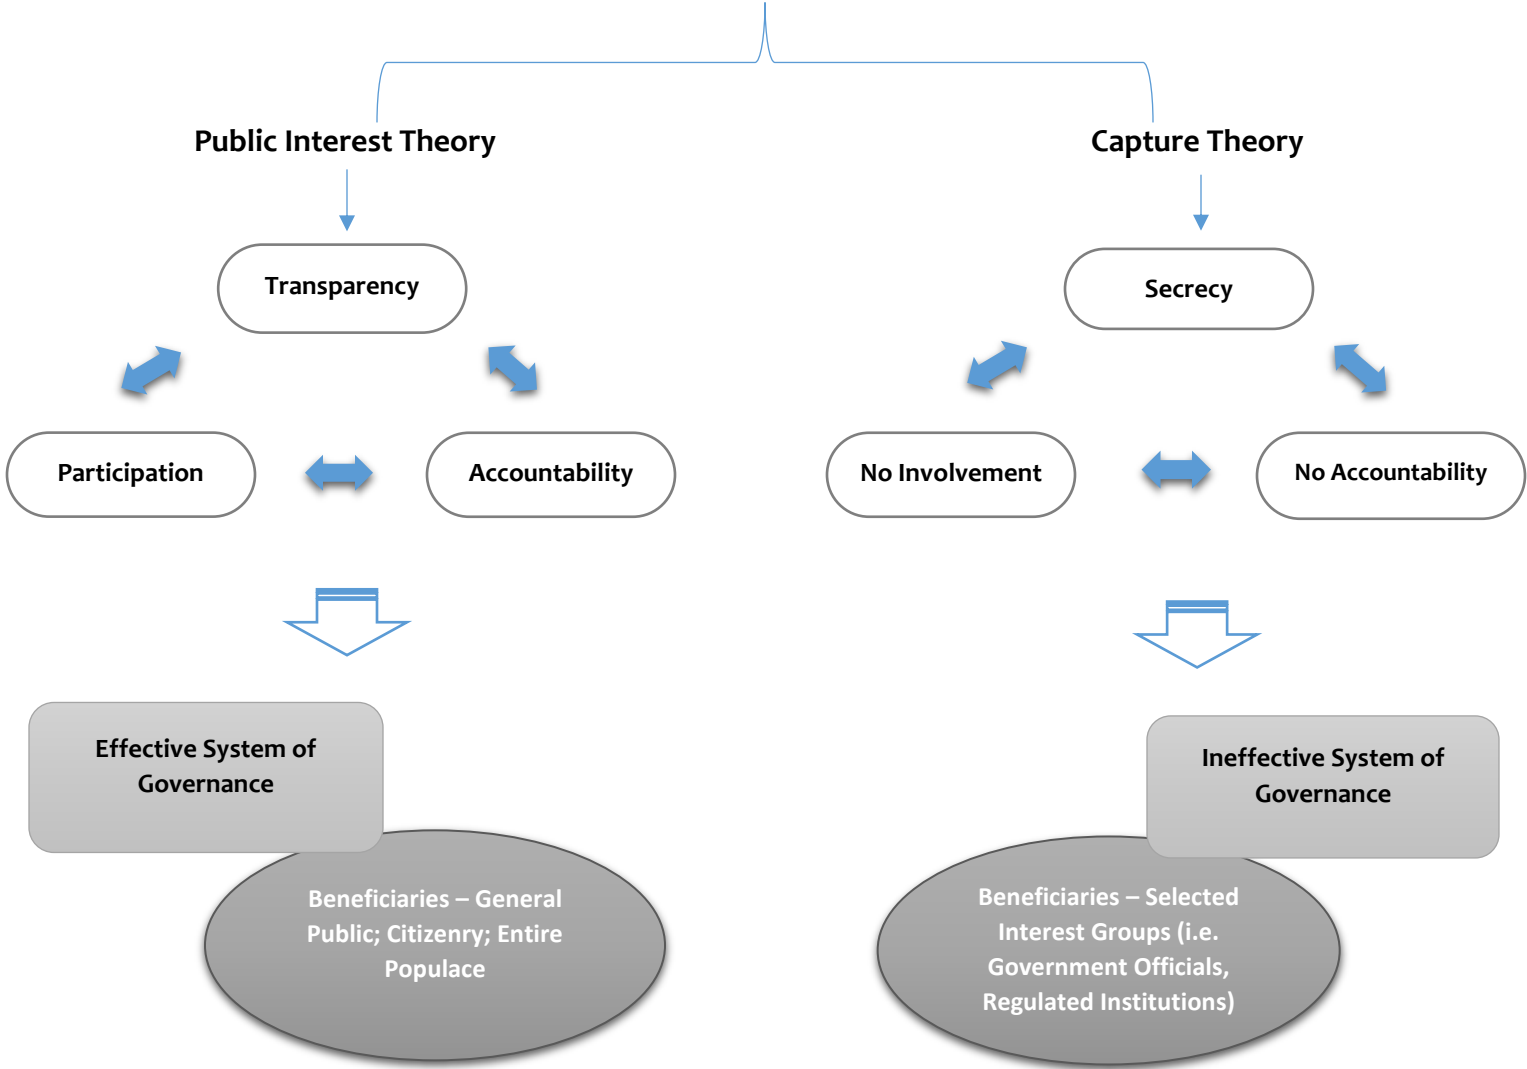 Public Interest Theory
Capture Theory
Transparency
Secrecy
Participation
Accountability
No Involvement
No Accountability
Effective System of
Governance
Ineffective System of
Governance
Beneficiaries – General
Public; Citizenry; Entire
Populace
Beneficiaries – Selected
Interest Groups (i.e.
Government Officials,
Regulated Institutions)